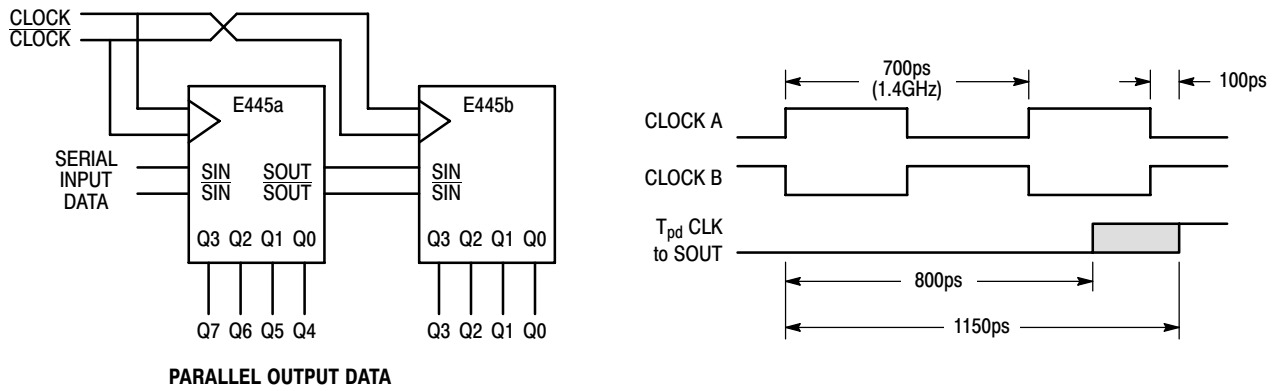 CLOCK
CLOCK
E445a
E445b
SERIAL
INPUT
DATA
SIN
SIN
SOUT
SOUT
SIN
SIN
Q3 Q2 Q1 Q0
Q3 Q2 Q1 Q0
Q7 Q6 Q5 Q4
Q3 Q2 Q1 Q0
PARALLEL OUTPUT DATA
700ps
(1.4GHz)
100ps
CLOCK A
CLOCK B
Tpd CLK
to SOUT
800ps
1150ps